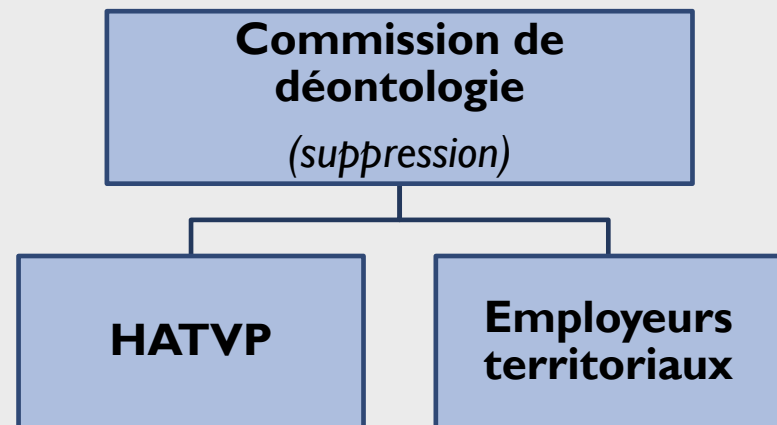 Commission de
déontologie
(suppression)
HATVP
Employeurs
territoriaux